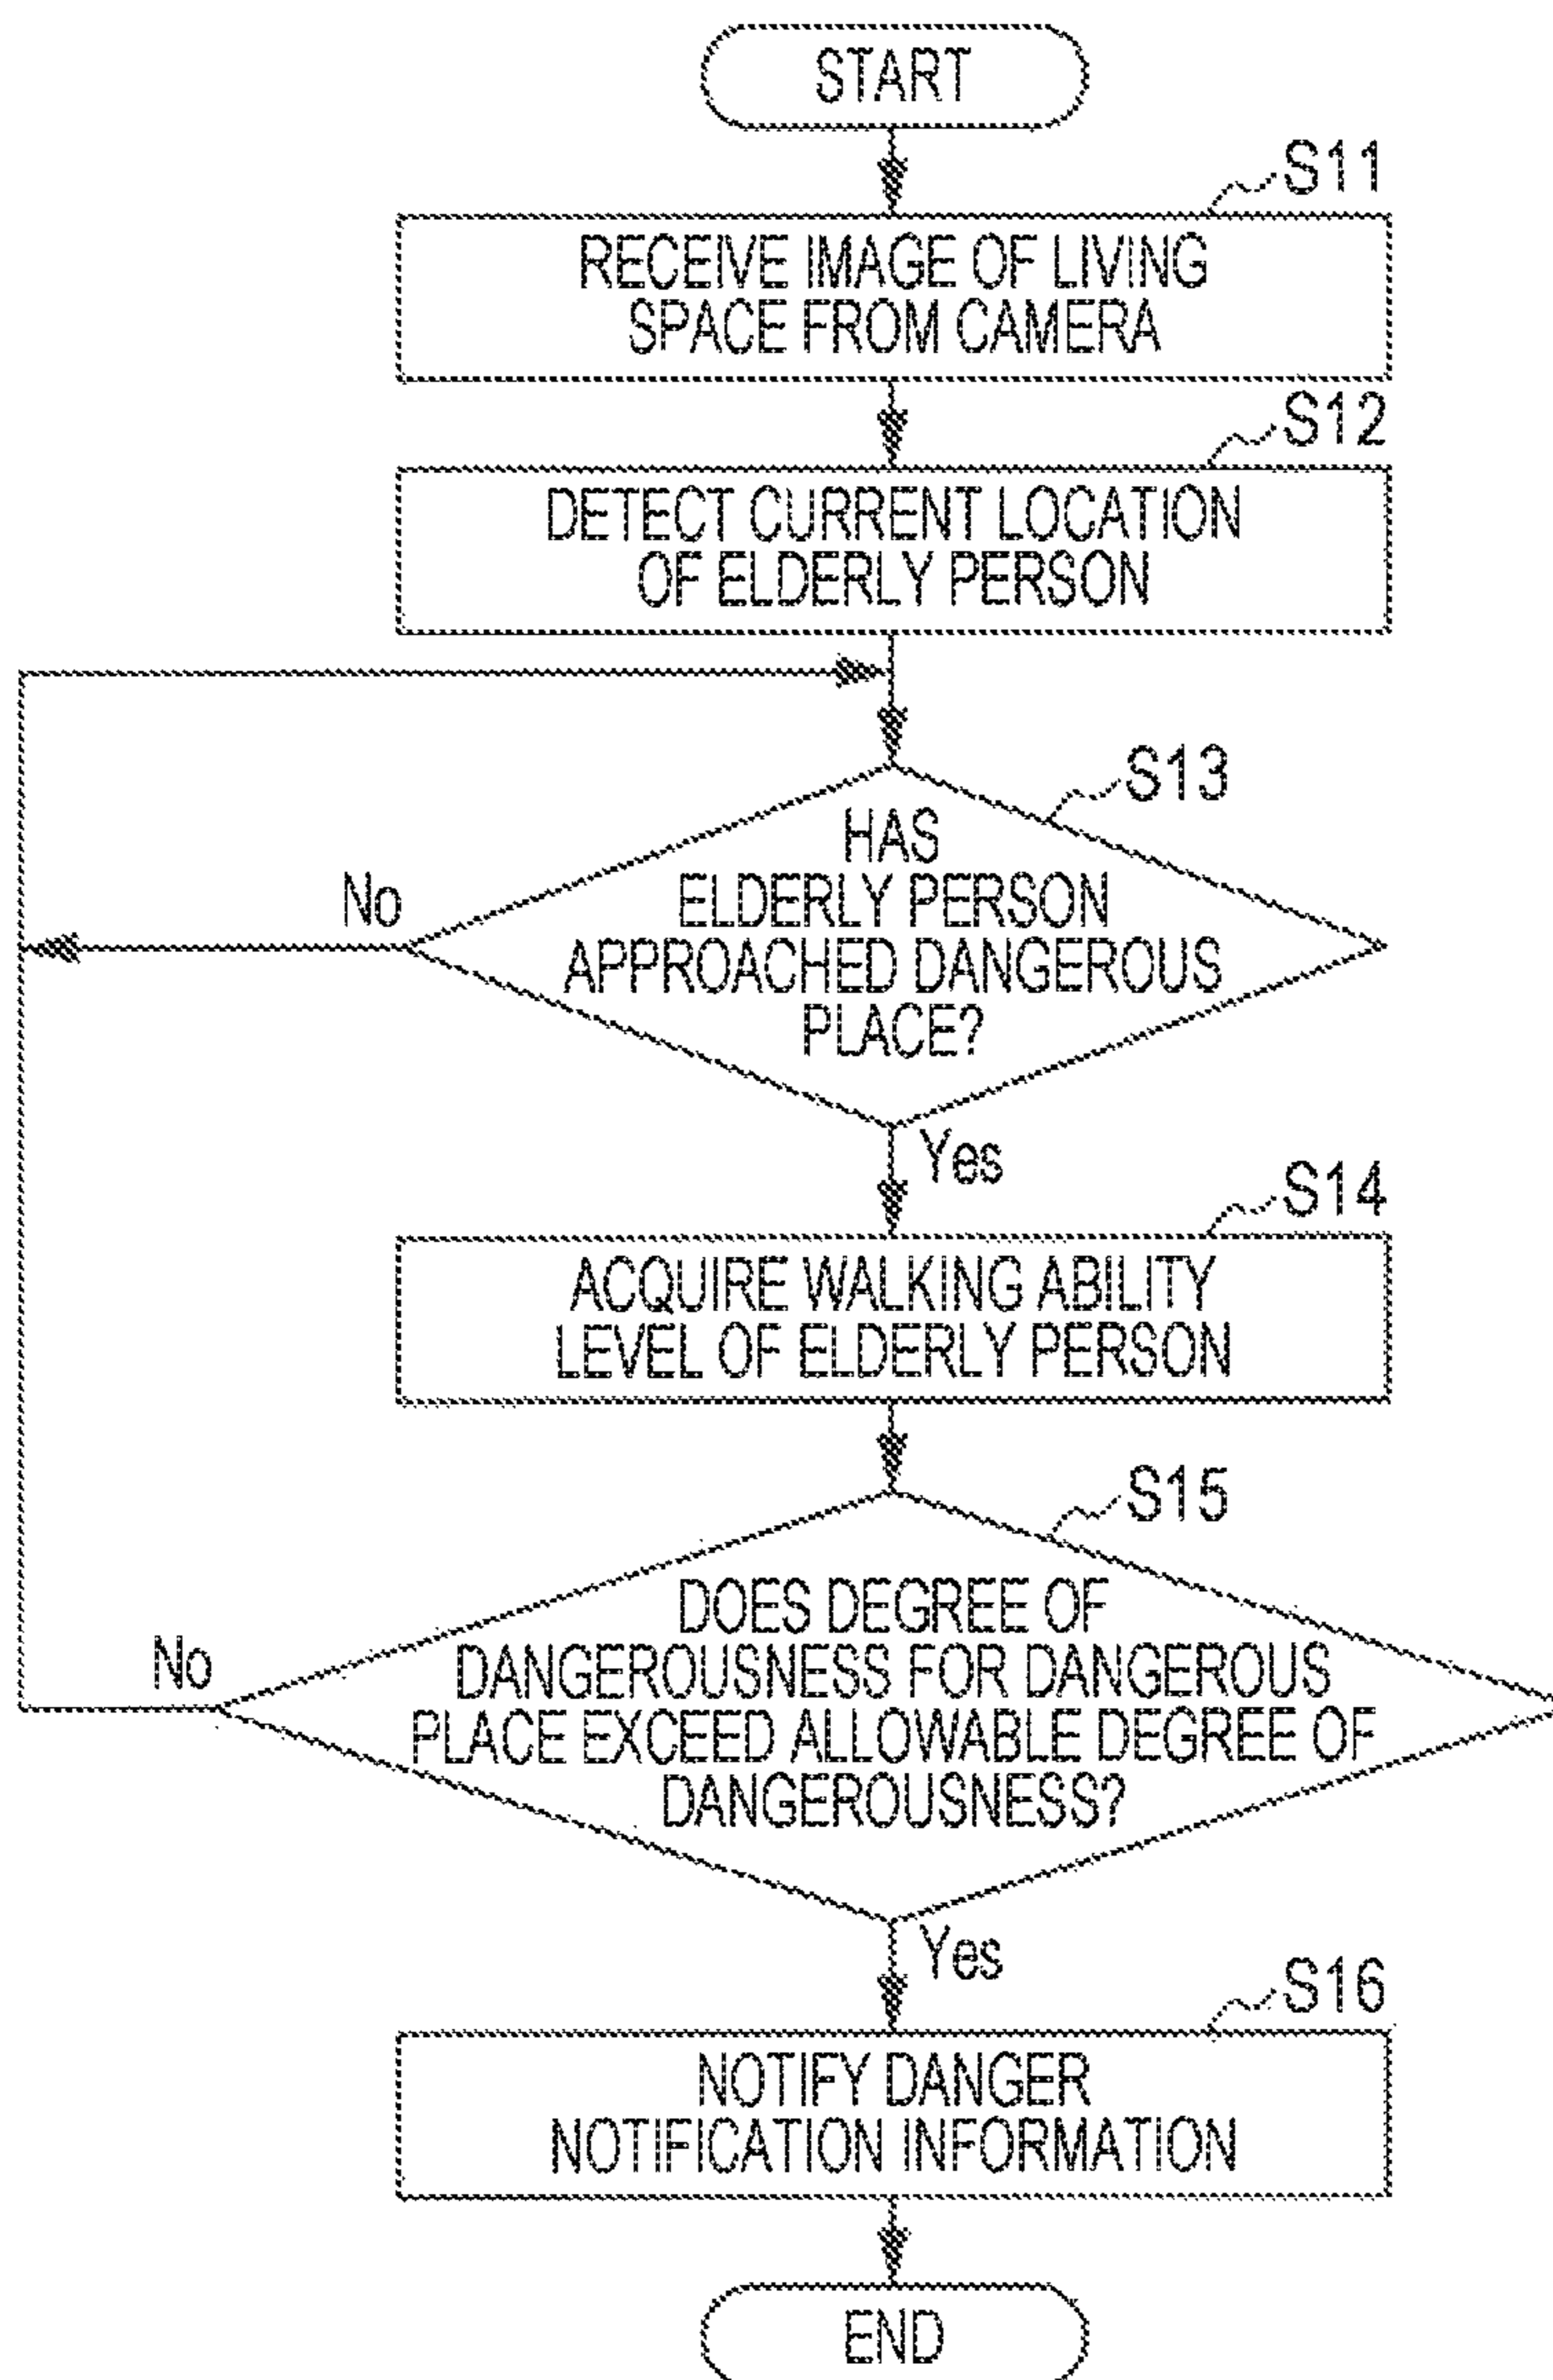 START
S11
RECEIVE IMAGE OF LIVING
SPACE FROM CAMERA
S12
DETECT CURRENT LOCATION
OF ELDERLY PERSON
S13
HAS
ELDERLY PERSON
APPROACHED DANGEROUS
PLACE?
No
Yes
S14
ACQUIRE WALKING ABILITY
LEVEL OF ELDERLY PERSON
S15
DOES DEGREE OF
DANGEROUSNESS FOR DANGEROUS
PLACE EXCEED ALLOWABLE DEGREE OF
DANGEROUSNESS?
No
Yes
S16
NOTIFY DANGER
NOTIFICATION INFORMATION
END